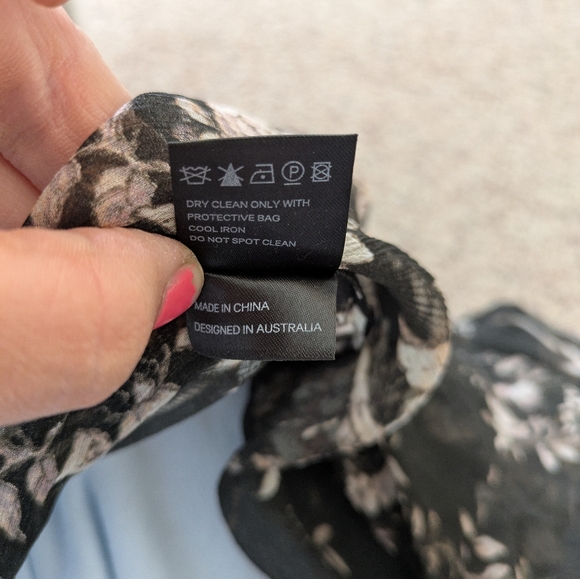 P
DRY CLEAN ONLY WITH
PROTECTIVE BAG
COOL IRON
DO NOT SPOT CLEAN
MADE IN CHINA
DESIGNED IN AUSTRALIA